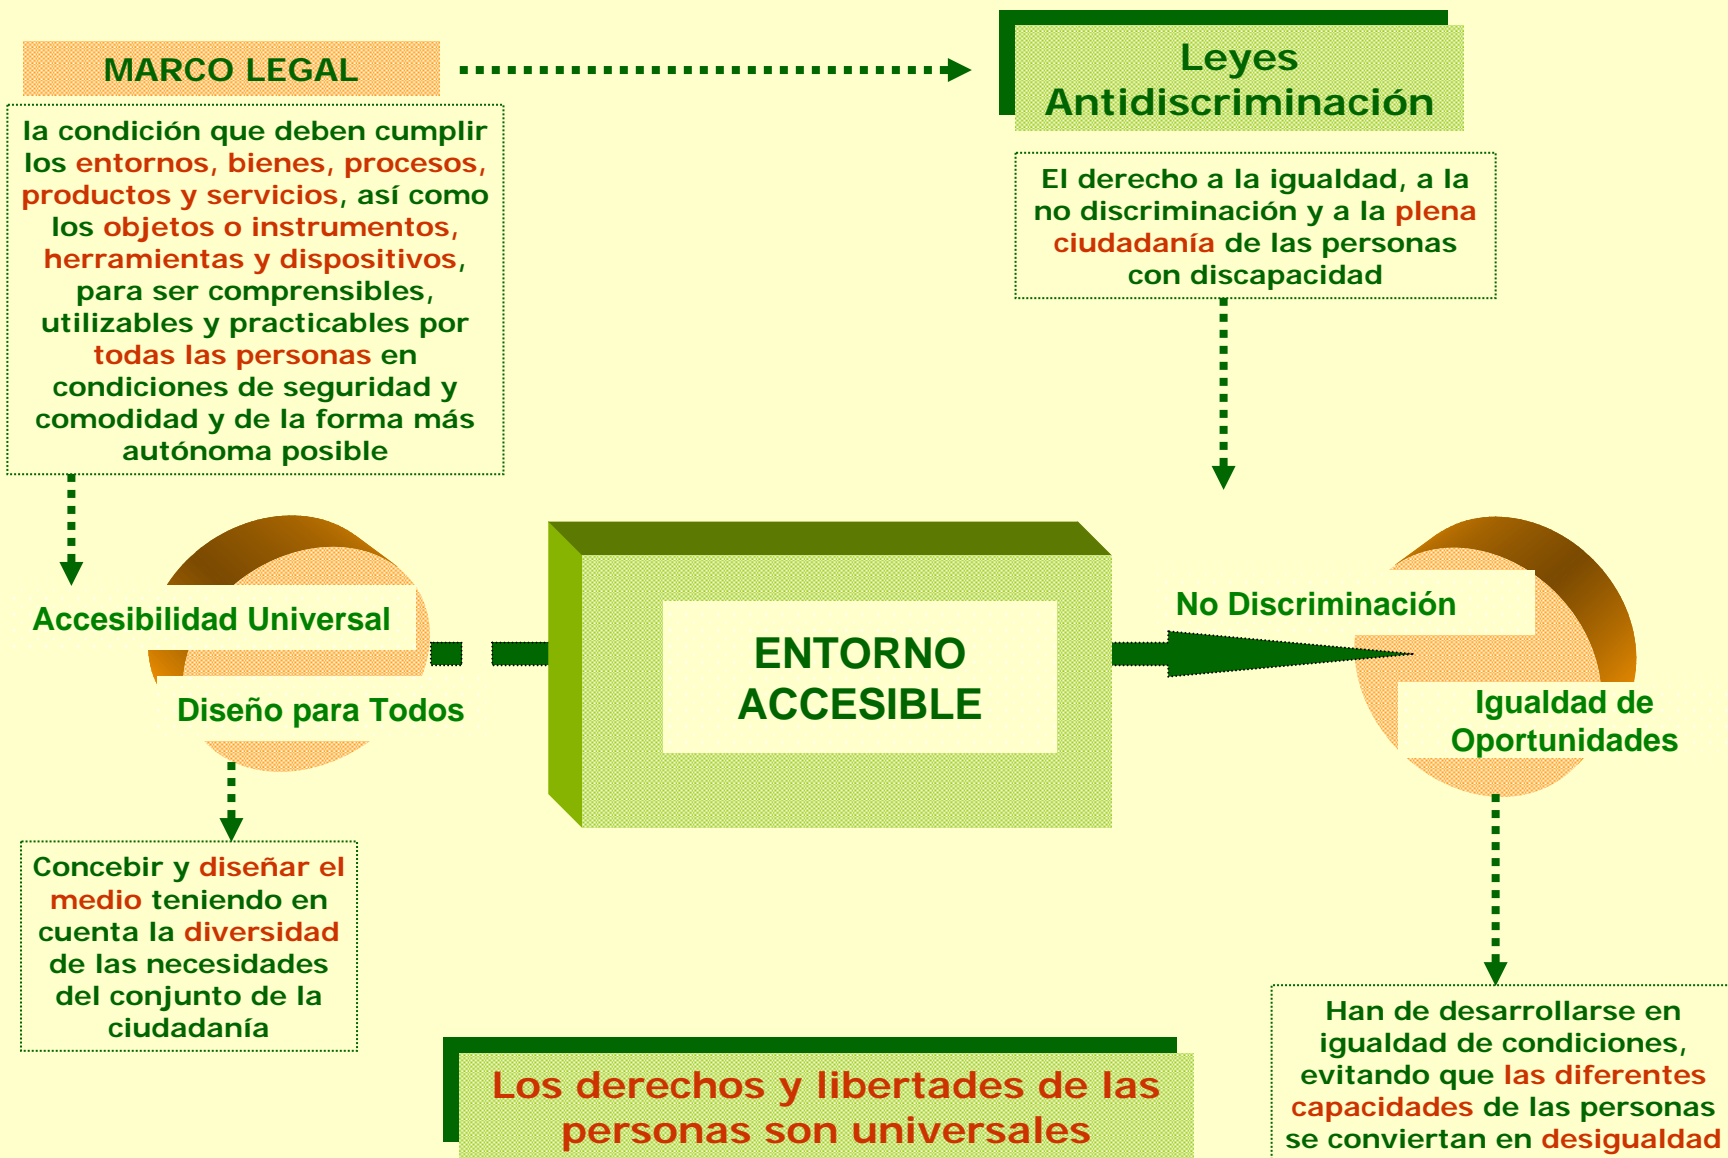 MARCO LEGAL
la condición que deben cumplir
los entornos, bienes, procesos,
productos y servicios, así como
los objetos o instrumentos,
herramientas y dispositivos,
para ser comprensibles,
utilizables y practicables por
todas las personas en
condiciones de seguridad y
comodidad y de la forma más
autónoma posible
Leyes
Antidiscriminación
El derecho a la igualdad, a la
no discriminación y a la plena
ciudadanía de las personas
con discapacidad
Accesibilidad Universal
Diseño para Todos
ENTORNO
ACCESIBLE
No Discriminación
Igualdad de
Oportunidades
Concebir y diseñar el
medio teniendo en
cuenta la diversidad
de las necesidades
del conjunto de la
ciudadanía
Los derechos y libertades de las
personas son universales
Han de desarrollarse en
igualdad de condiciones,
evitando que las diferentes
capacidades de las personas
se conviertan en desigualdad